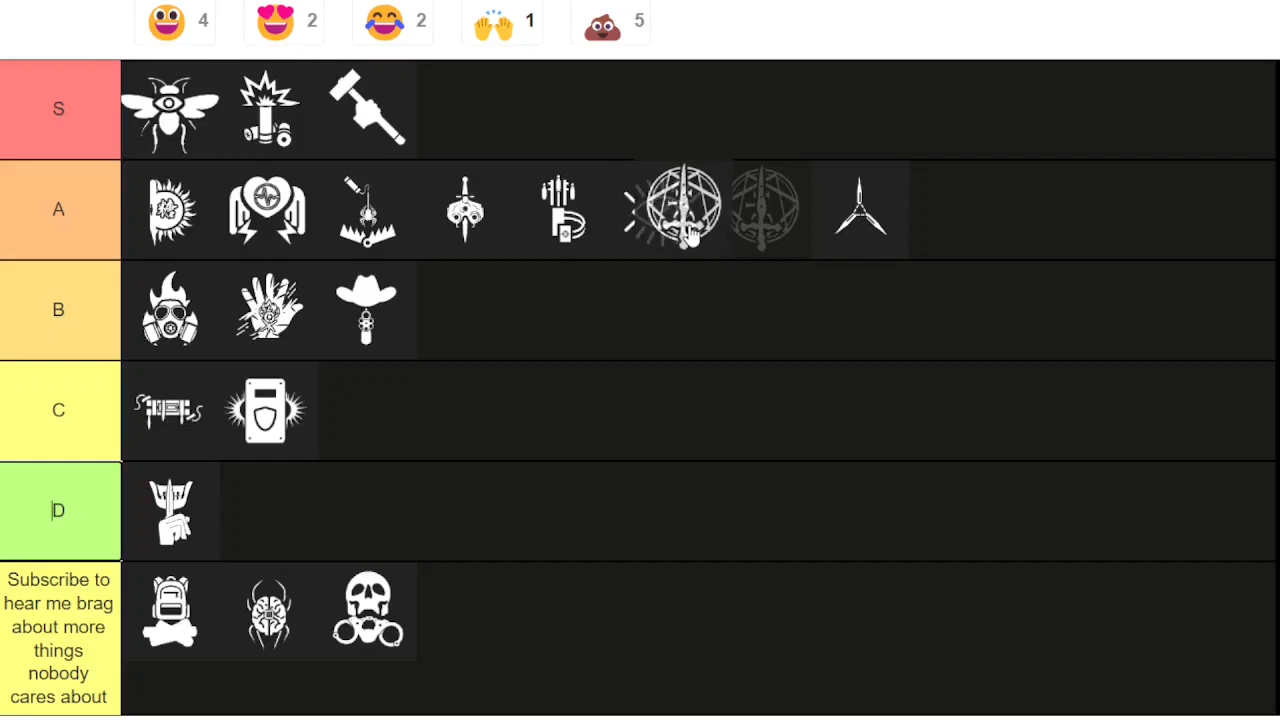 4 2 2 1 5
S
A
B
C
D
Subscribe to
hear me brag
about more
things
nobody
cares about